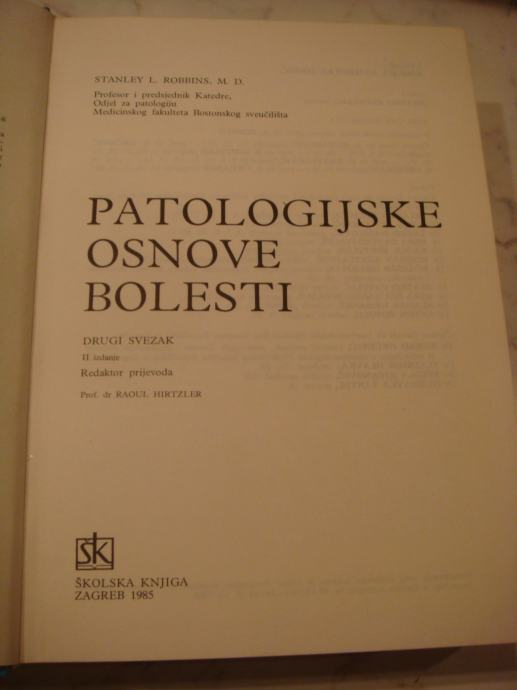 STANLEY L. ROBBINS, M. D.
Profesor i predsjednik Katedre,
Odjel za patologiju
Medicinskog fakulteta Bostonskog sveučilišta
PATOLOGIJSKE
OSNOVE
BOLESTI
DRUGI SVEZAK
II izdanje
Redaktor prijevoda
Prof. dr RAOUL HIRTZLER
šk
ŠKOLSKA KNJIGA
ZAGREB 1985